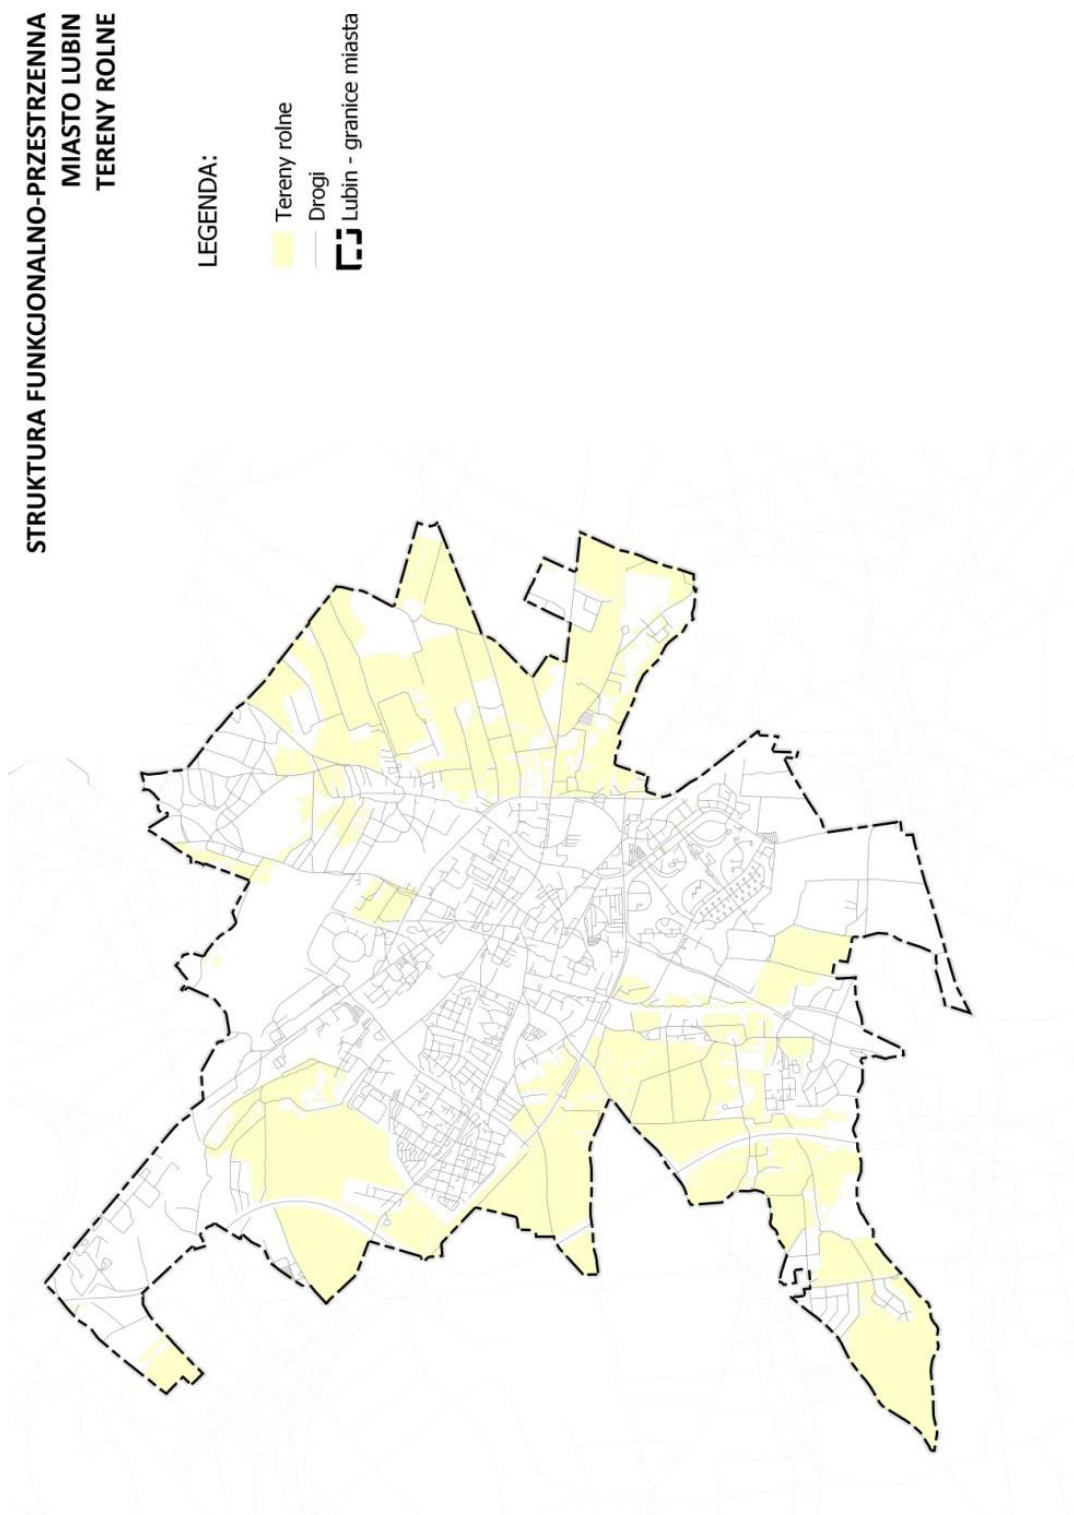 STRUKTURA FUNKCJONALNO-PRZESTRZENNA
MIASTO LUBIN
TERENY ROLNE
LEGENDA:
Tereny rolne
Drogi
Lubin - granice miasta